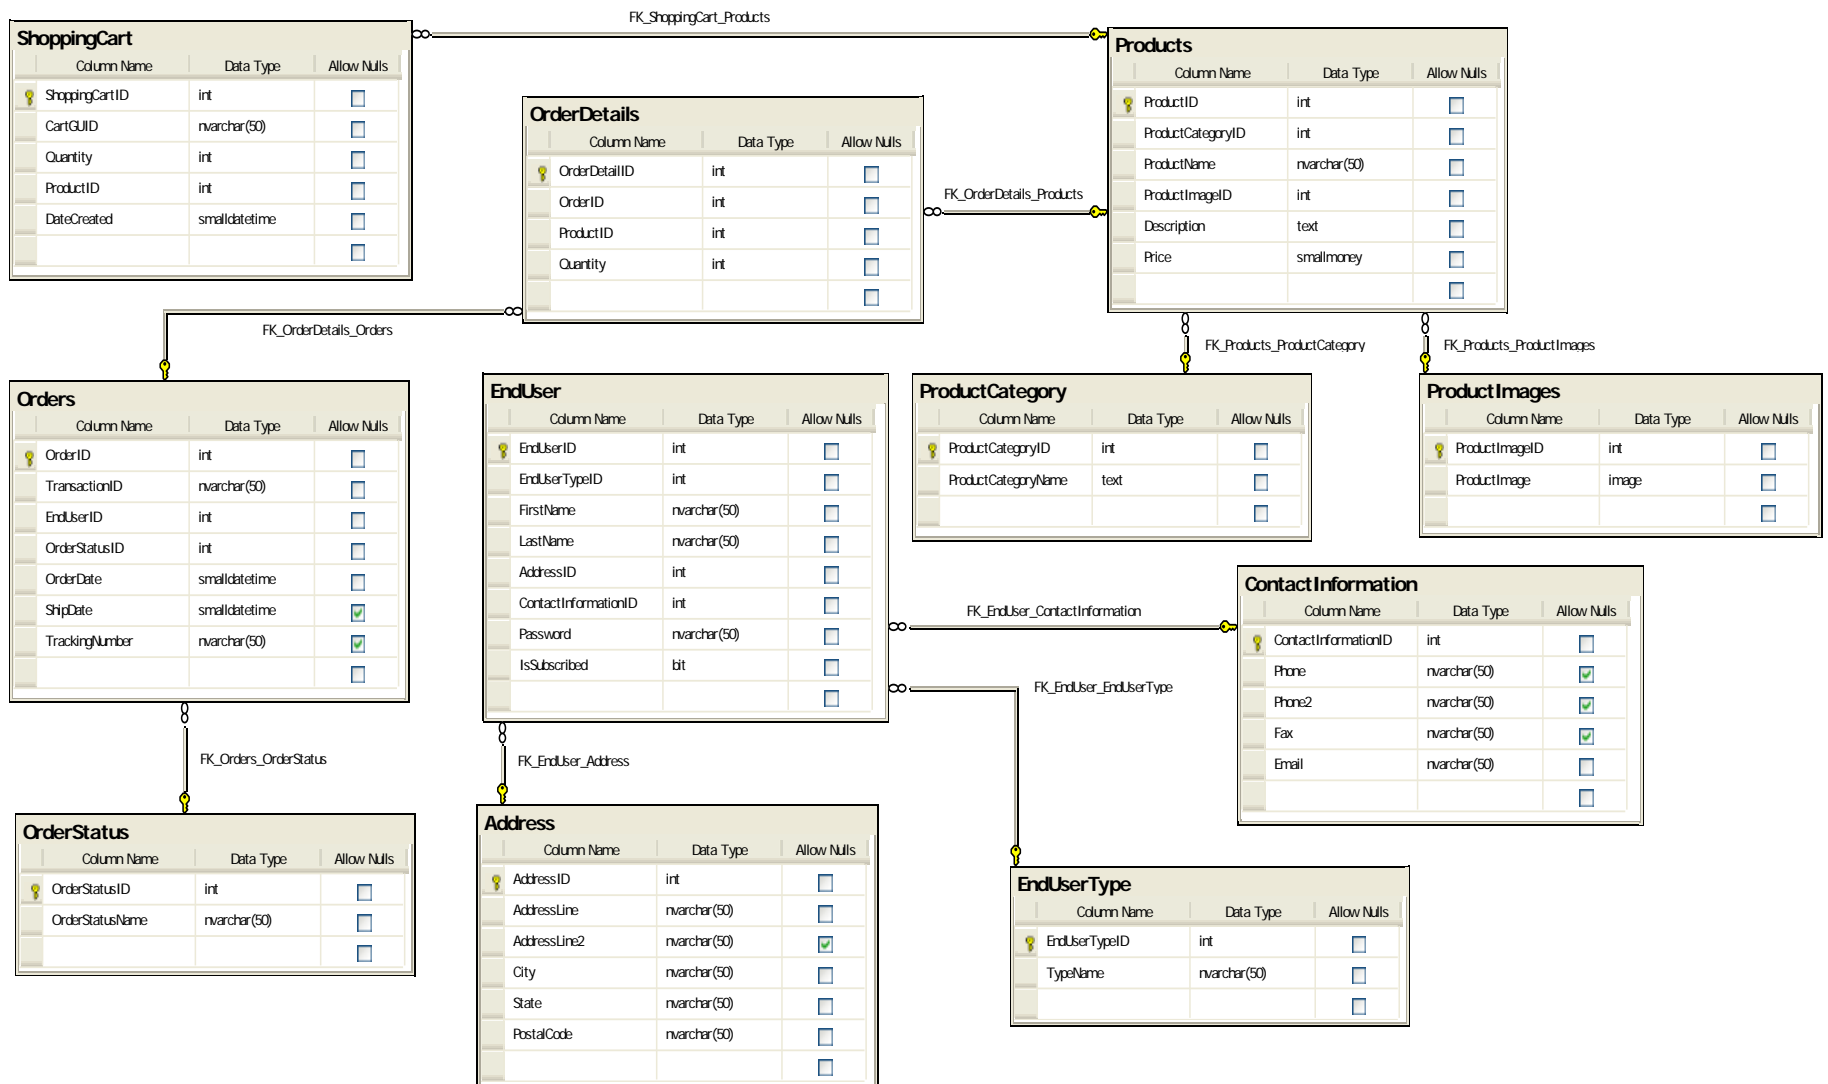 FK_ShoppingCart_Products
ShoppingCart
Column Name Data Type Allow Nulls
ShoppingCartID int
CartGUID nvarchar(50)
Quantity int
ProductID int
DateCreated smalldatetime
Products
Column Name Data Type Allow Nulls
ProductID int
ProductCategoryID int
ProductName nvarchar(50)
ProductImageID int
Description text
Price smallmoney
OrderDetails
Column Name Data Type Allow Nulls
OrderDetailID int
OrderID int
ProductID int
Quantity int
FK_OrderDetails_Products
FK_OrderDetails_Orders
FK_Products_ProductCategory
FK_Products_ProductImages
Orders
Column Name Data Type Allow Nulls
OrderID int
TransactionID nvarchar(50)
EndUserID int
OrderStatusID int
OrderDate smalldatetime
ShipDate smalldatetime
TrackingNumber nvarchar(50)
EndUser
Column Name Data Type Allow Nulls
EndUserID int
EndUserTypeID int
FirstName nvarchar(50)
LastName nvarchar(50)
AddressID int
ContactInformationID int
Password nvarchar(50)
IsSubscribed bit
ProductCategory
Column Name Data Type Allow Nulls
ProductCategoryID int
ProductCategoryName text
ProductImages
Column Name Data Type Allow Nulls
ProductImageID int
ProductImage image
FK_EndUser_ContactInformation
ContactInformation
Column Name Data Type Allow Nulls
ContactInformationID int
Phone nvarchar(50)
Phone2 nvarchar(50)
Fax nvarchar(50)
Email nvarchar(50)
FK_EndUser_EndUserType
FK_Orders_OrderStatus
FK_EndUser_Address
OrderStatus
Column Name Data Type Allow Nulls
OrderStatusID int
OrderStatusName nvarchar(50)
Address
Column Name Data Type Allow Nulls
AddressID int
AddressLine nvarchar(50)
AddressLine2 nvarchar(50)
City nvarchar(50)
State nvarchar(50)
PostalCode nvarchar(50)
EndUserType
Column Name Data Type Allow Nulls
EndUserTypeID int
TypeName nvarchar(50)